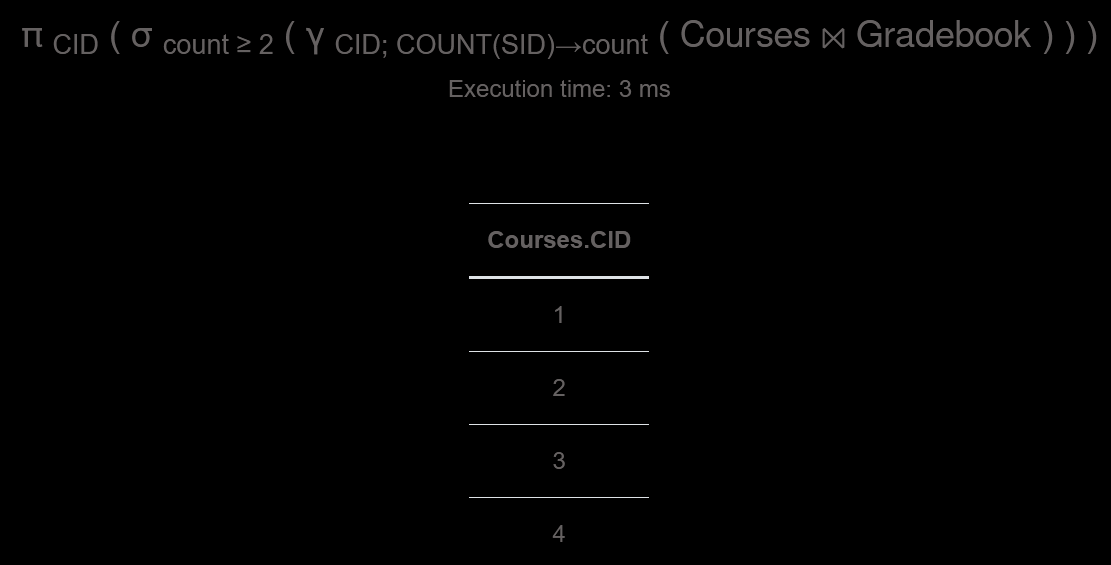 π CID ( σ count ≥ 2 ( γ CID; COUNT(SID)→count ( Courses ⨝ Gradebook ) ) )
Execution time: 3 ms
Courses.CID
1
2
3
4